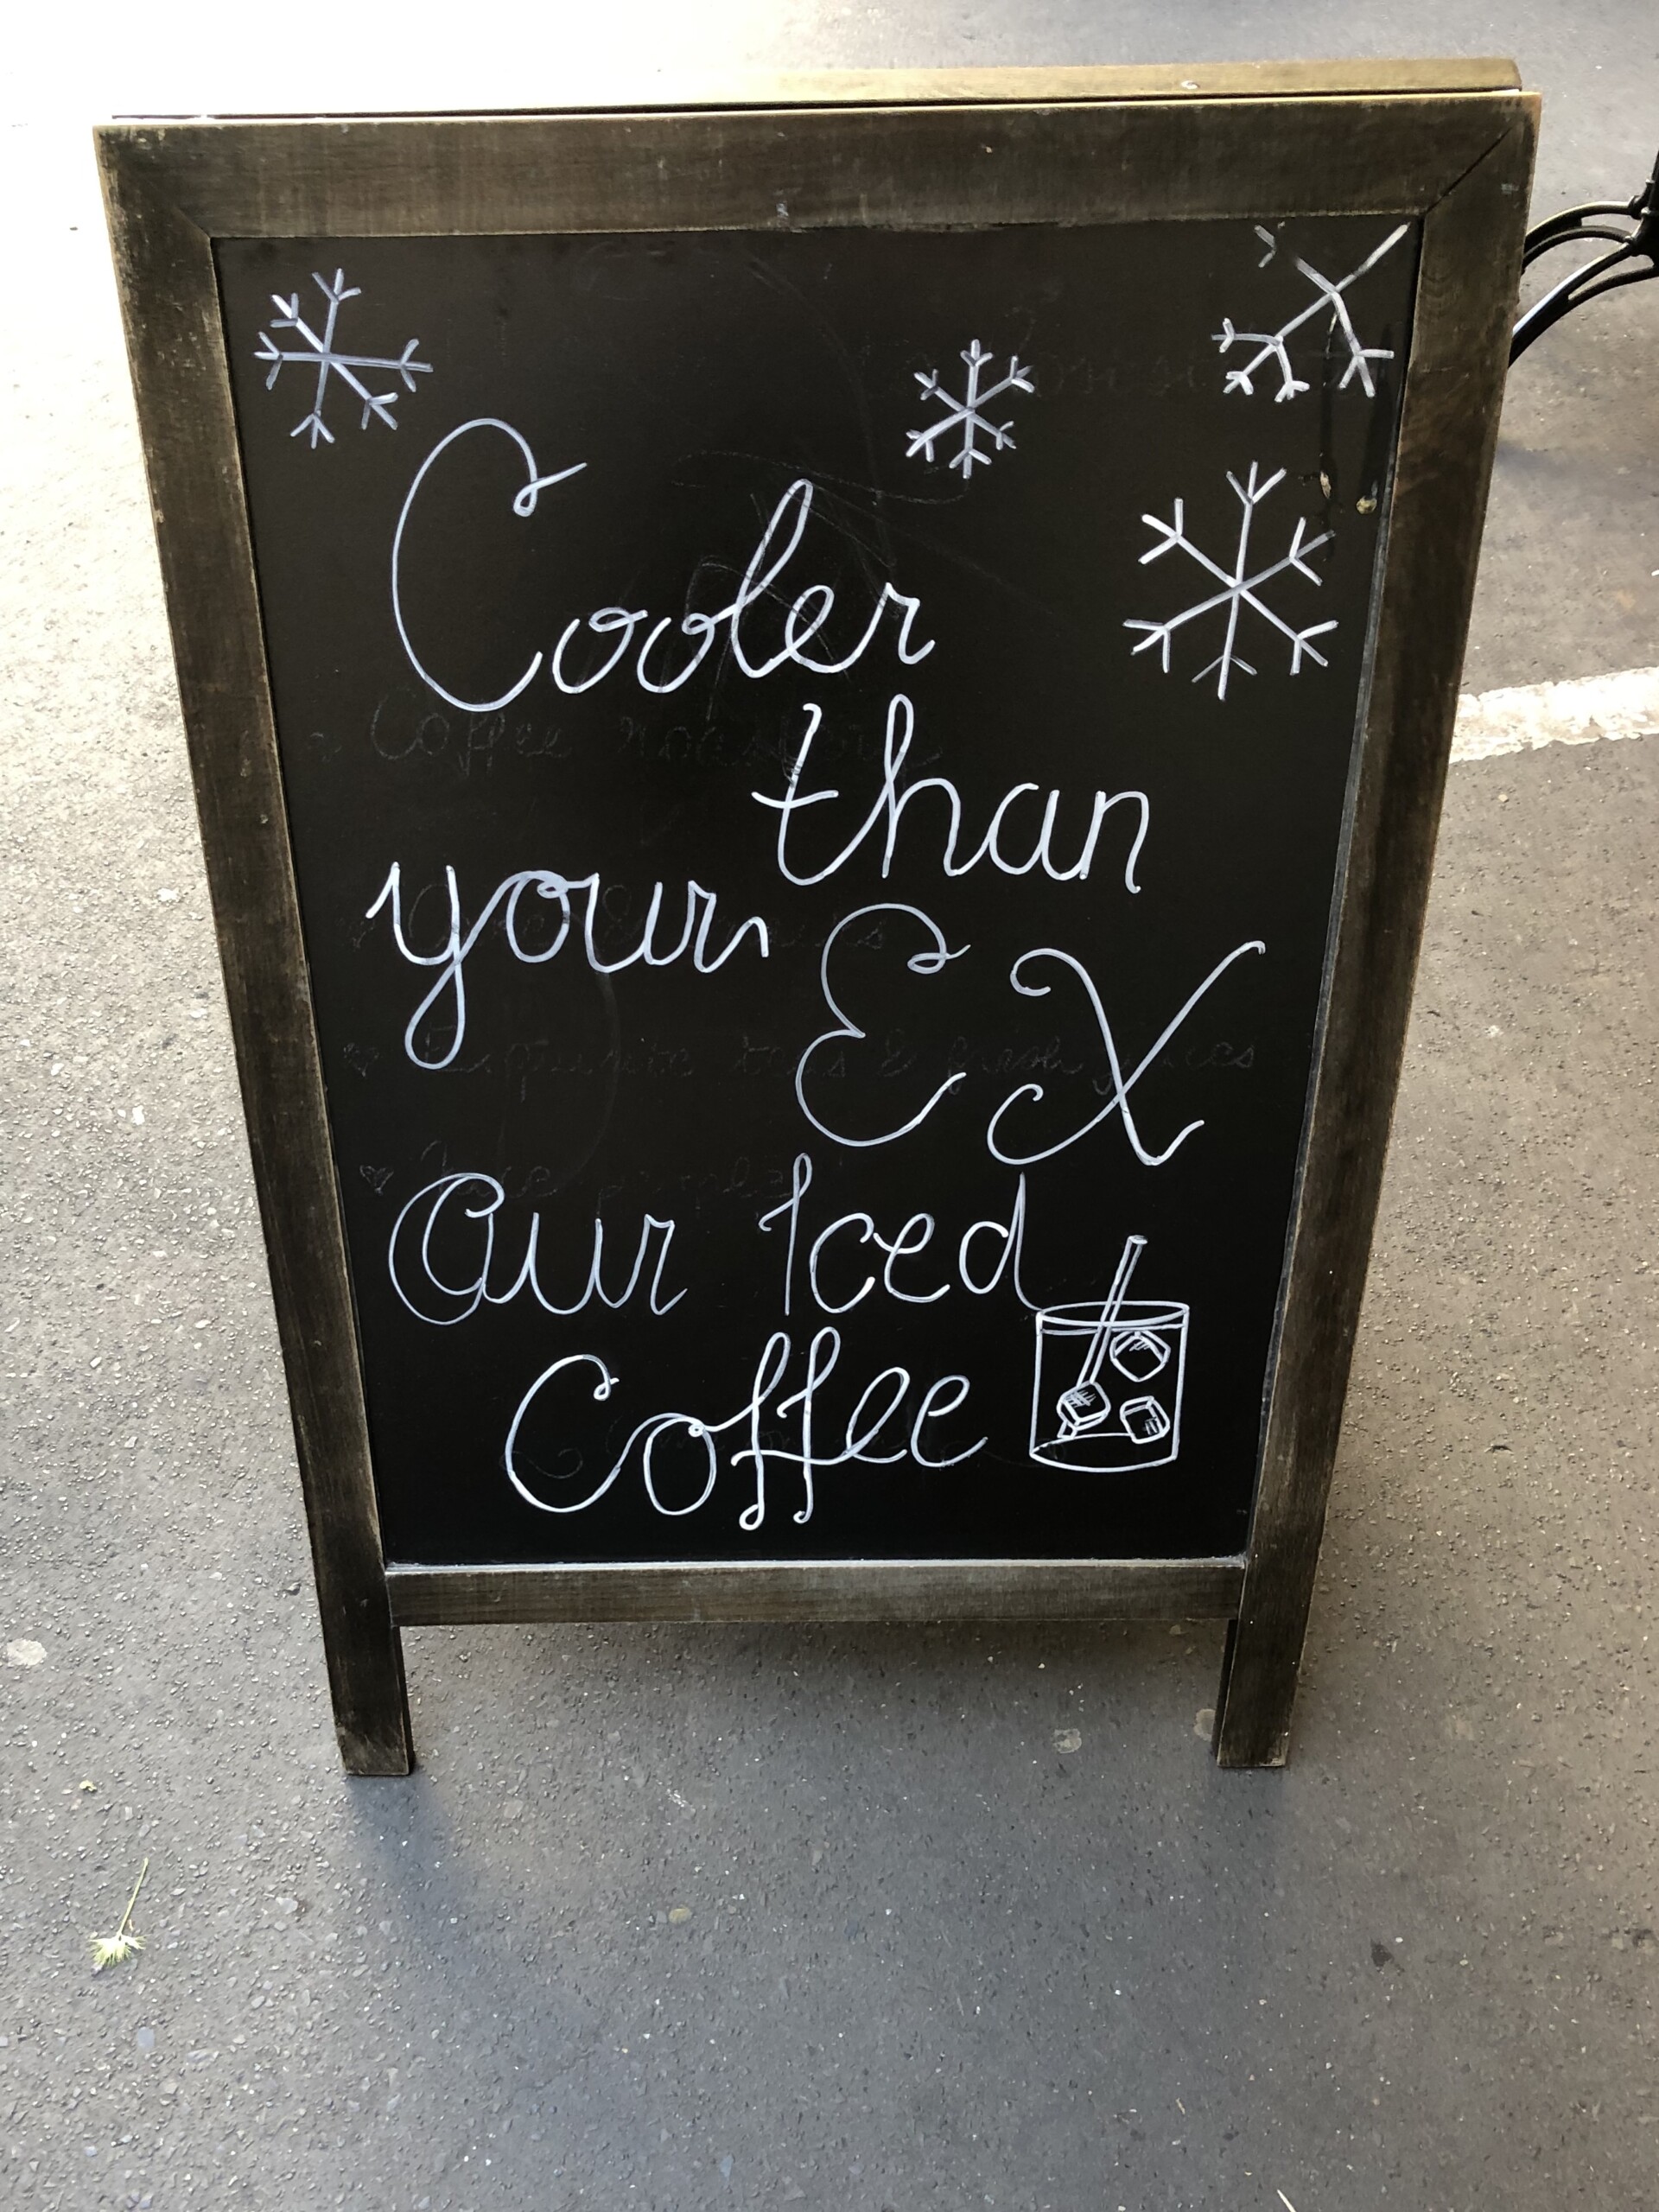 Cooler
than
your EX
Our Iced
Coffee